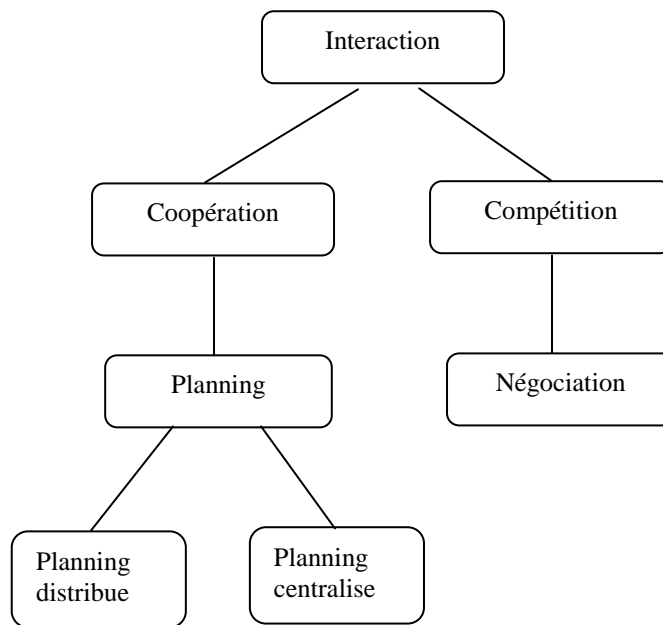 Interaction
Coopération
Compétition
Planning
Négociation
Planning
distribue
Planning
centralise